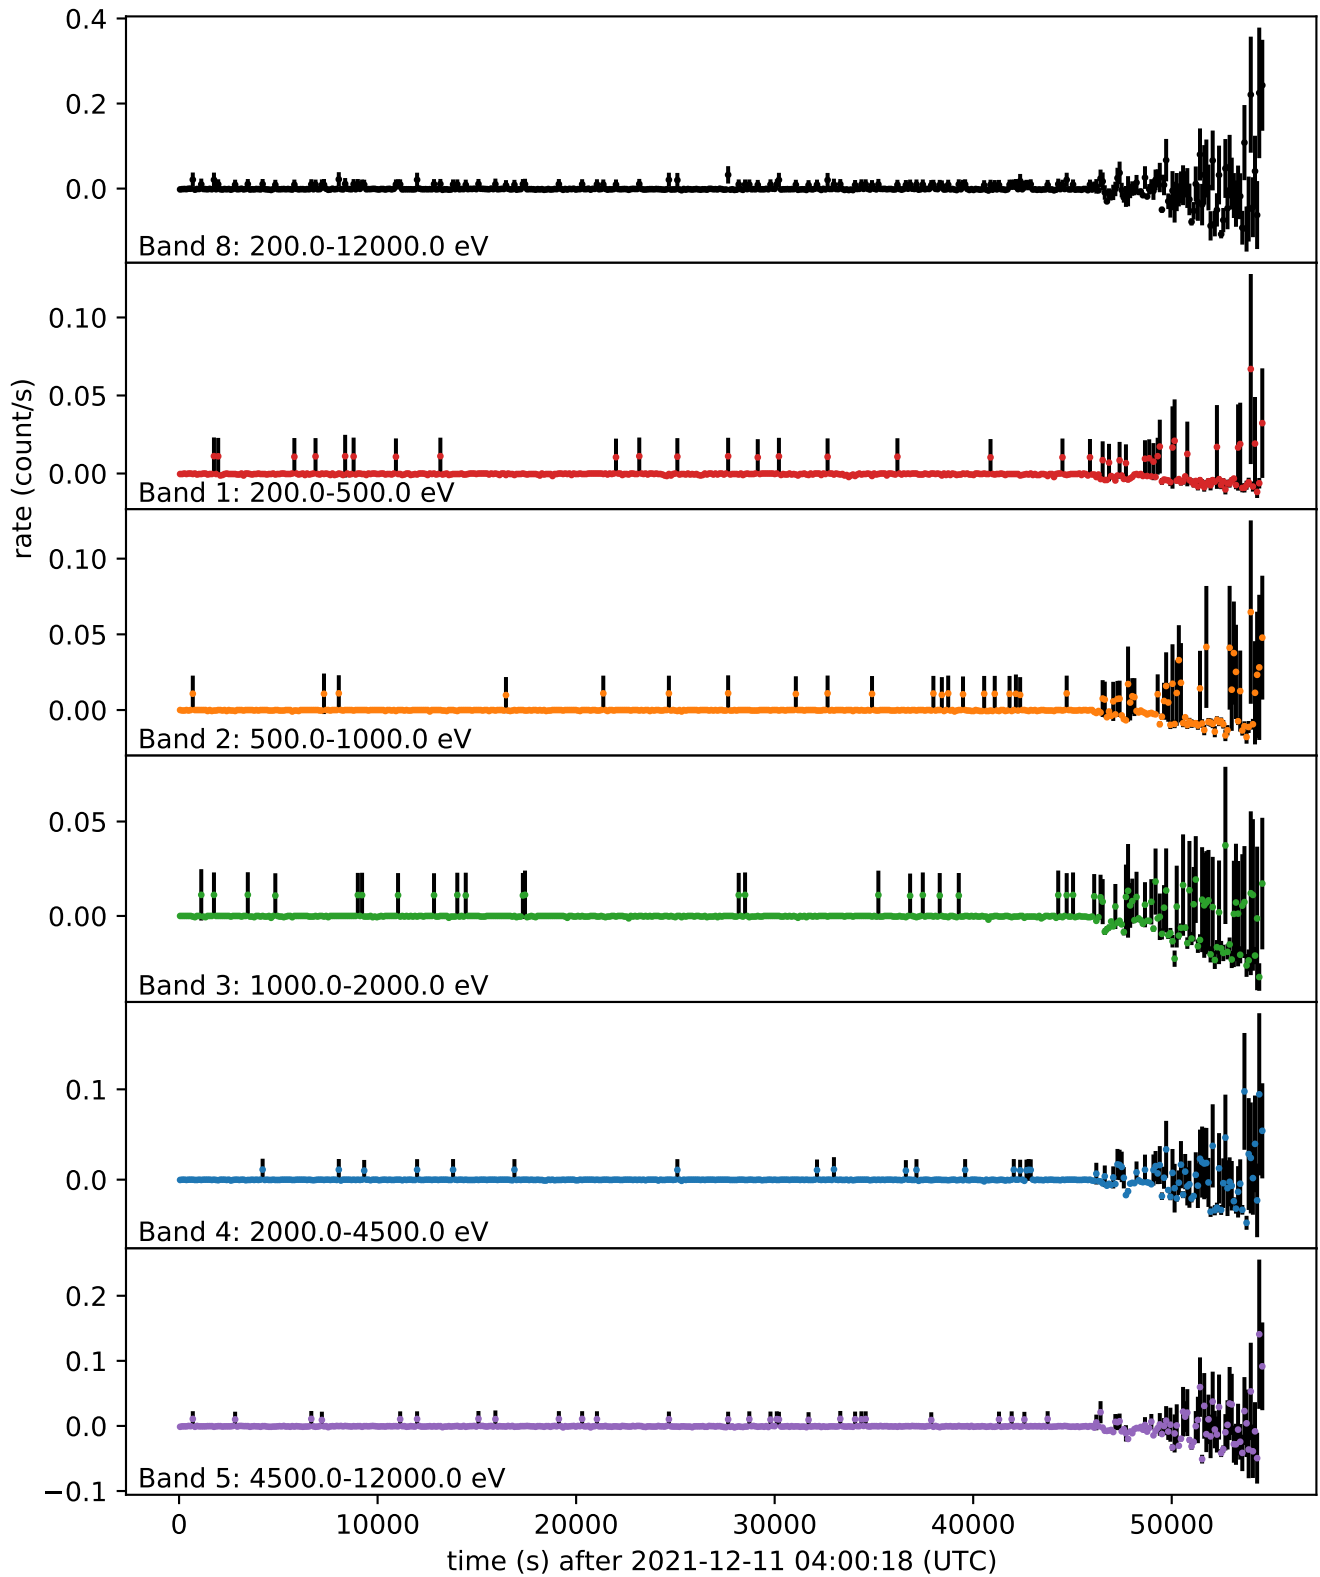 0.4
0.2
0.0
Band 8: 200.0-12000.0 eV
0.10
0.05
0.00
Band 1: 200.0-500.0 eV
rate (count/s)
0.10
0.05
0.00
Band 2: 500.0-1000.0 eV
0.05
0.00
Band 3: 1000.0-2000.0 eV
0.1
0.0
Band 4: 2000.0-4500.0 eV
0.2
0.1
0.0
−0.1
Band 5: 4500.0-12000.0 eV
0 10000 20000 30000 40000 50000
time (s) after 2021-12-11 04:00:18 (UTC)